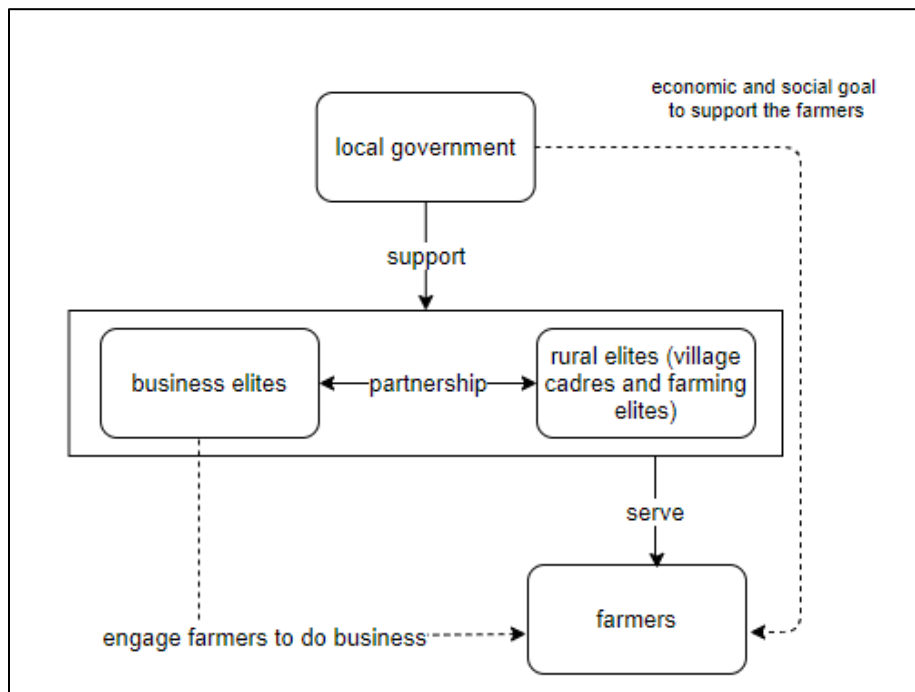 economic and social goal
to support the farmers
local government
support
business elites
partnership
rural elites (village
cadres and farming
elites)
serve
engage farmers to do business
farmers